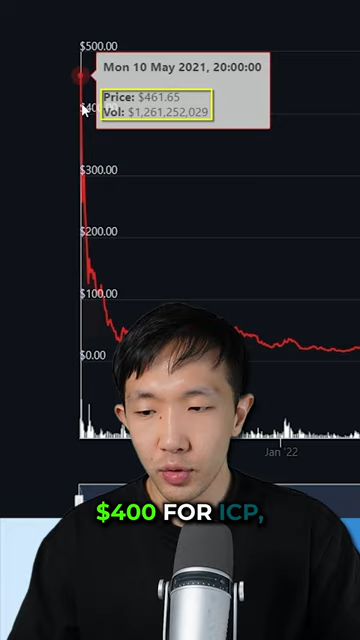 $500.00
Mon 10 May 2021, 20:00:00
Price: $461.65
Vol: $1,261,252,029
$300.00
$200.00
$100.00
$0.00
Jan '22
$400 FOR ICP,